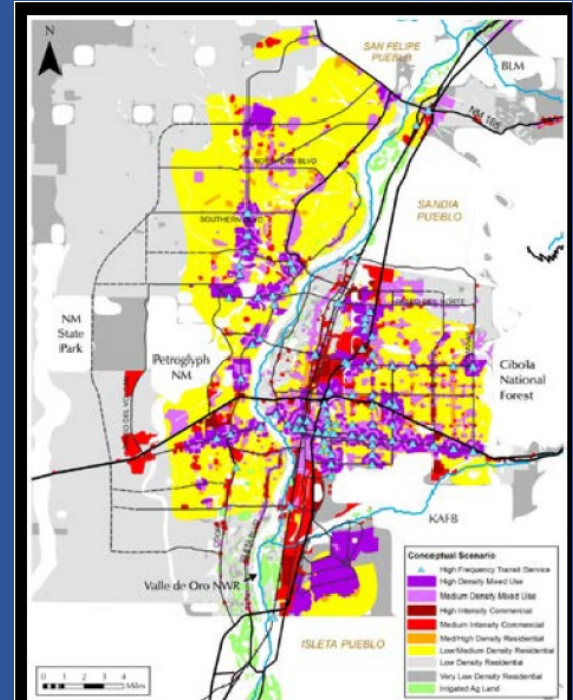 N
SAN FELIPE
PUEBLO
BLM
NM 165
NORTHERN BLVD
SANDIA
PUEBLO
SOUTHERN BLVD
NM
State
Park
Petroglyph
NM
Cibola
National
Forest
KAFB
Valle de Oro NWR
ISLETA PUEBLO
Conceptual Scenario
High Frequency Transit Service
High Density Mixed Use
Medium Density Mixed Use
High Intensity Commercial
Medium Intensity Commercial
Med/High Density Residential
Low/Medium Density Residential
Low Density Residential
Very Low Density Residential
Irrigated Ag Land
0 1 2 3 4
Miles